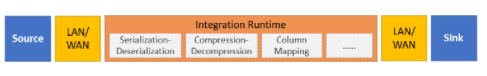 Source
LAN/
WAN
Integration Runtime
Serialization-
Deserialization
Compression-
Decompression
Column
Mapping
......
LAN/
WAN
Sink